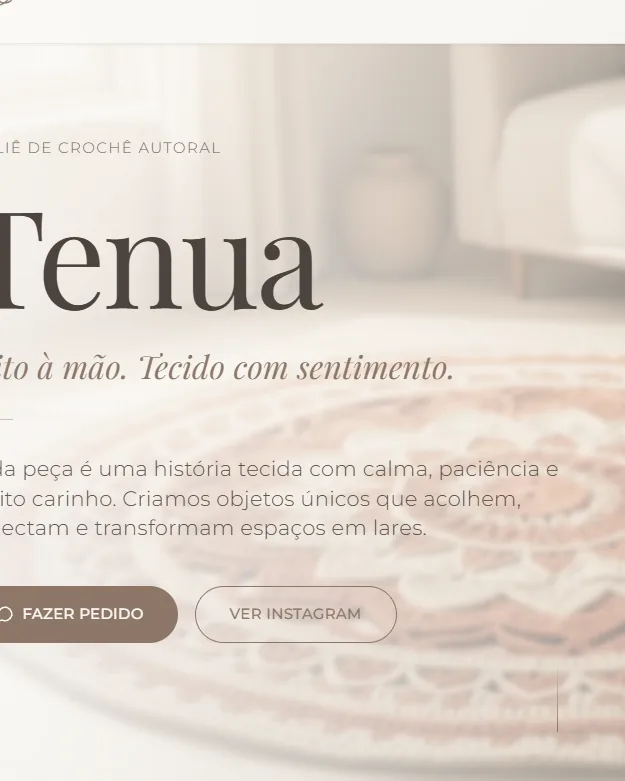 LIÊ DE CROCHÊ AUTORAL
Tenua
ito à mão. Tecido com sentimento.
da peça é uma história tecida com calma, paciência e
ito carinho. Criamos objetos únicos que acolhem,
ectam e transformam espaços em lares.
FAZER PEDIDO
VER INSTAGRAM